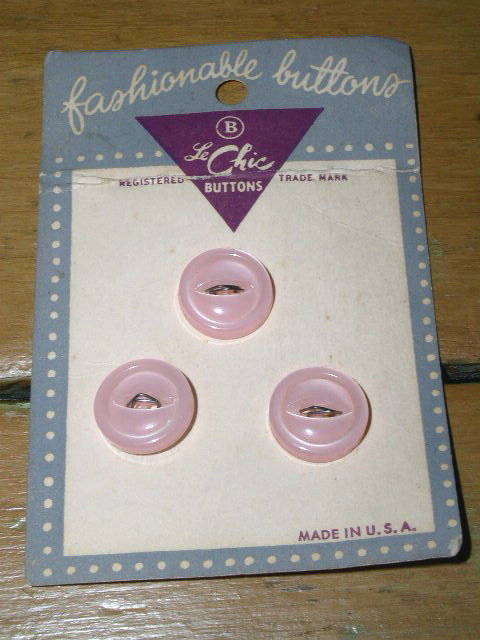 fashionable buttons
B
Le Chic
REGISTERED BUTTONS TRADE MARK
MADE IN U.S.A.